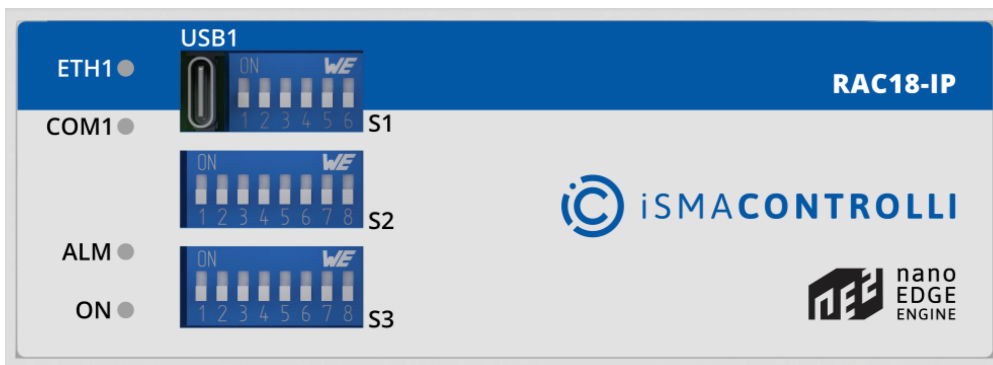 USB1
ETH1
ON WE
1 2 3 4 5 6 S1
RAC18-IP
COM1
ON WE
1 2 3 4 5 6 7 8 S2
iSMACONTROLLI
ALM
ON WE
1 2 3 4 5 6 7 8 S3
ON
nano
EDGE
ENGINE